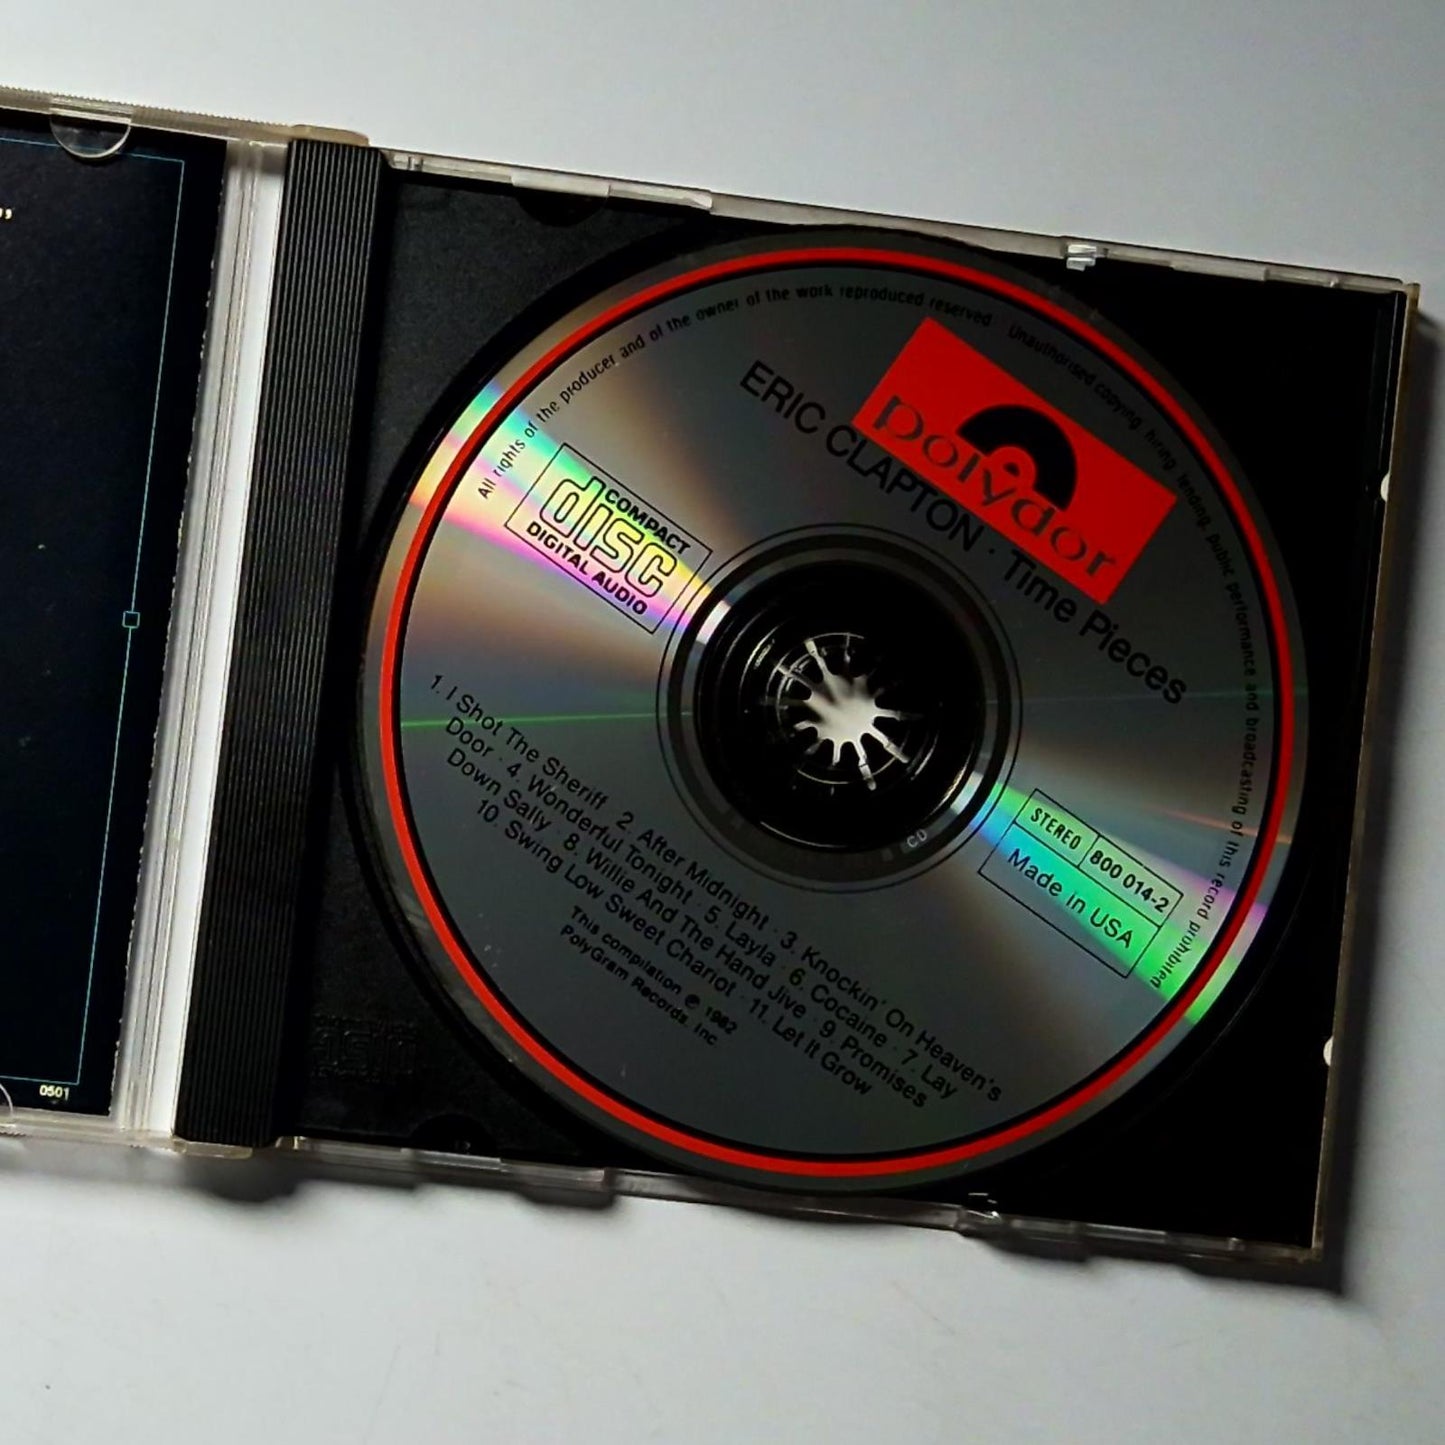 ”
0501
All rights of the producer and of the owner of the work reproduced reserved. Unauthorised copying, hiring, lending, public performance and broadcasting of this record prohibited
polydor
ERIC CLAPTON · Time Pieces
COMPACT
disc
DIGITAL AUDIO
STEREO 800 014-2
Made in USA
CD
1. I Shot The Sheriff · 2. After Midnight · 3. Knockin' On Heaven's
Door · 4. Wonderful Tonight · 5. Layla · 6. Cocaine · 7. Lay
Down Sally · 8. Willie And The Hand Jive · 9. Promises
10. Swing Low Sweet Chariot · 11. Let It Grow
This compilation ℗ 1982
PolyGram Records, Inc